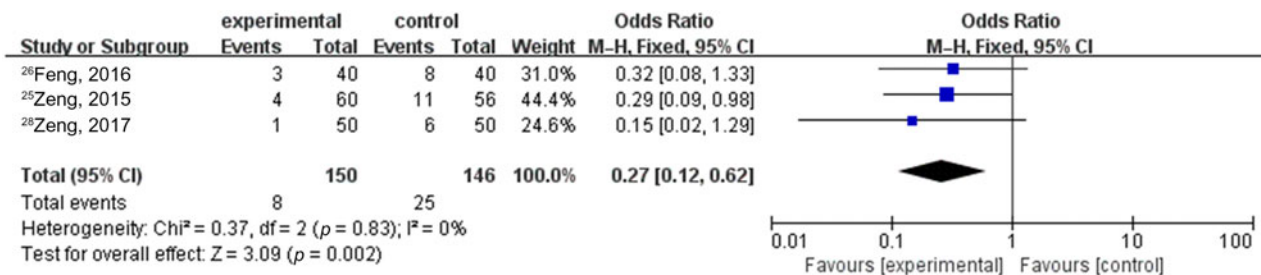 experimental control Odds Ratio Odds Ratio
Study or Subgroup Events Total Events Total Weight M–H, Fixed, 95% CI M–H, Fixed, 95% CI
²⁶Feng, 2016 3 40 8 40 31.0% 0.32 [0.08, 1.33]
²⁵Zeng, 2015 4 60 11 56 44.4% 0.29 [0.09, 0.98]
²⁸Zeng, 2017 1 50 6 50 24.6% 0.15 [0.02, 1.29]
Total (95% CI) 150 146 100.0% 0.27 [0.12, 0.62]
Total events 8 25
Heterogeneity: Chi² = 0.37, df = 2 (p = 0.83); I² = 0%
Test for overall effect: Z = 3.09 (p = 0.002)
0.01 0.1 1 10 100
Favours [experimental] Favours [control]